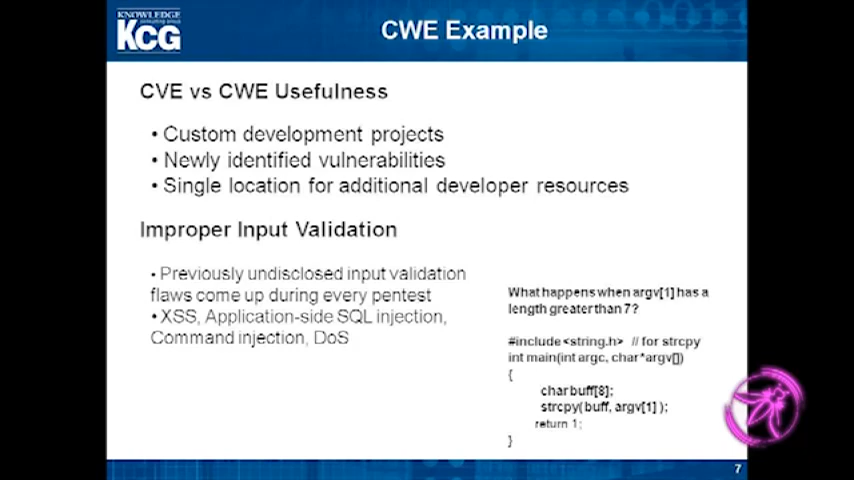 KNOWLEDGE
consulting group
KCG
CWE Example
CVE vs CWE Usefulness
• Custom development projects
• Newly identified vulnerabilities
• Single location for additional developer resources
Improper Input Validation
• Previously undisclosed input validation
flaws come up during every pentest
• XSS, Application-side SQL injection,
Command injection, DoS
What happens when argv[1] has a
length greater than 7?
#include <string.h> // for strcpy
int main(int argc, char *argv[])
{
char buff[8];
strcpy( buff, argv[1] );
return 1;
}
7